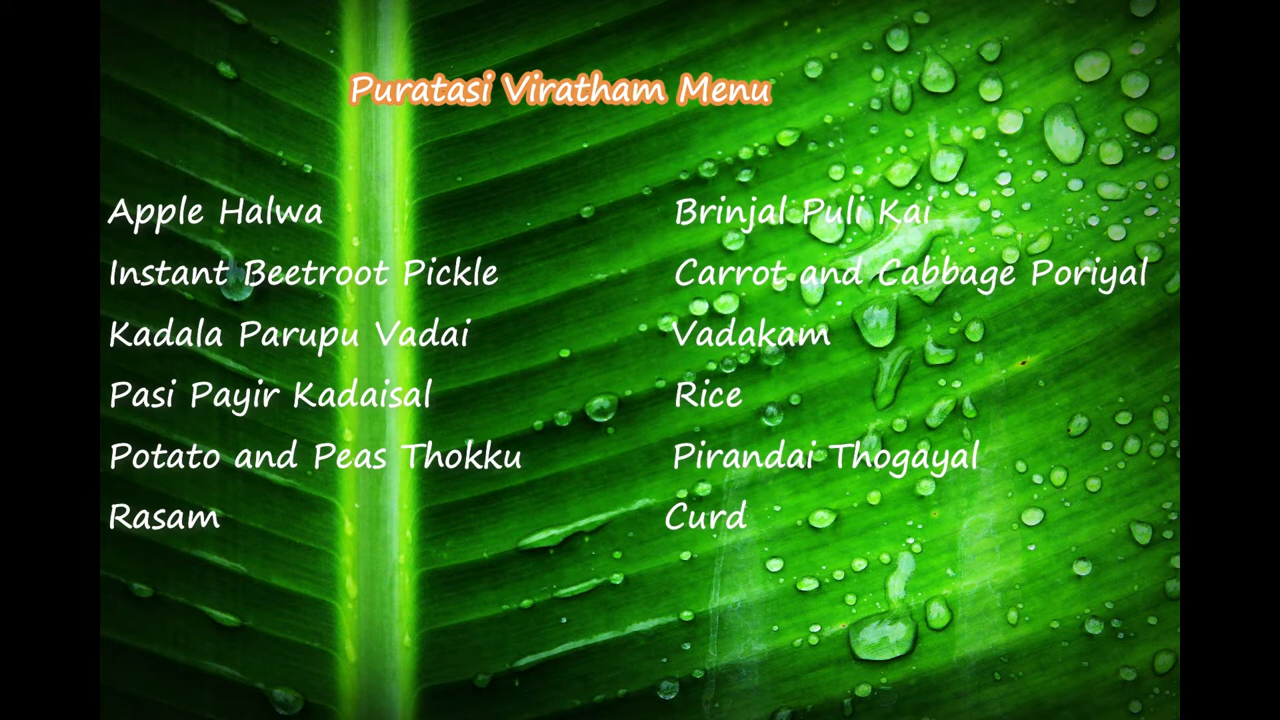 Puratasi Viratham Menu
Apple Halwa
Instant Beetroot Pickle
Kadala Parupu Vadai
Pasi Payir Kadaisal
Potato and Peas Thokku
Rasam
Brinjal Puli Kai
Carrot and Cabbage Poriyal
Vadakam
Rice
Pirandai Thogayal
Curd